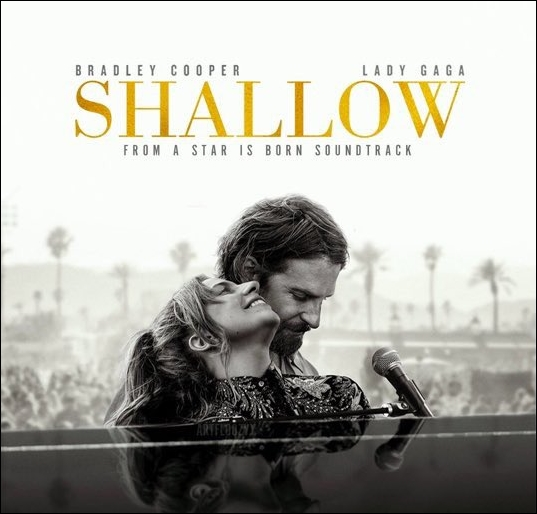 BRADLEY COOPER LADY GAGA
SHALLOW
FROM A STAR IS BORN SOUNDTRACK